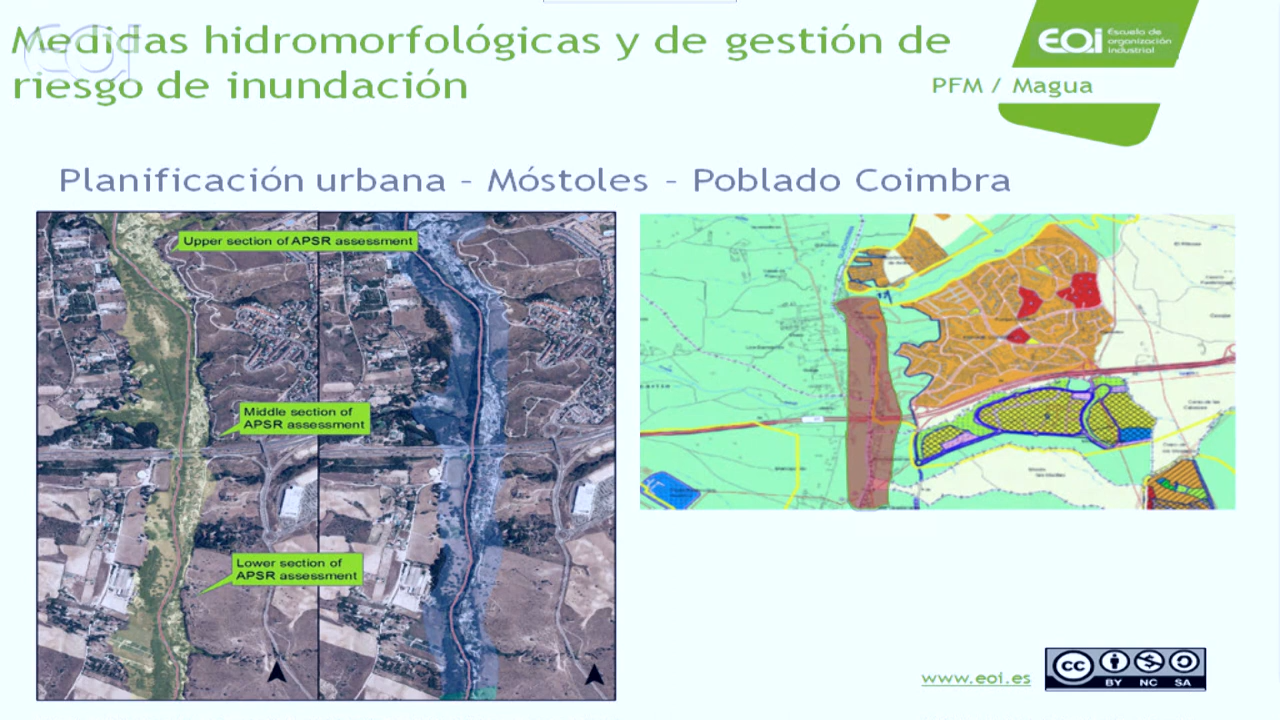 Medidas hidromorfológicas y de gestión de
riesgo de inundación
EOi
Escuela de
organización
industrial
PFM / Magua
Planificación urbana - Móstoles - Poblado Coimbra
Upper section of APSR assessment
Middle section of
APSR assessment
Lower section of
APSR assessment
www.eoi.es
cc
BY NC SA